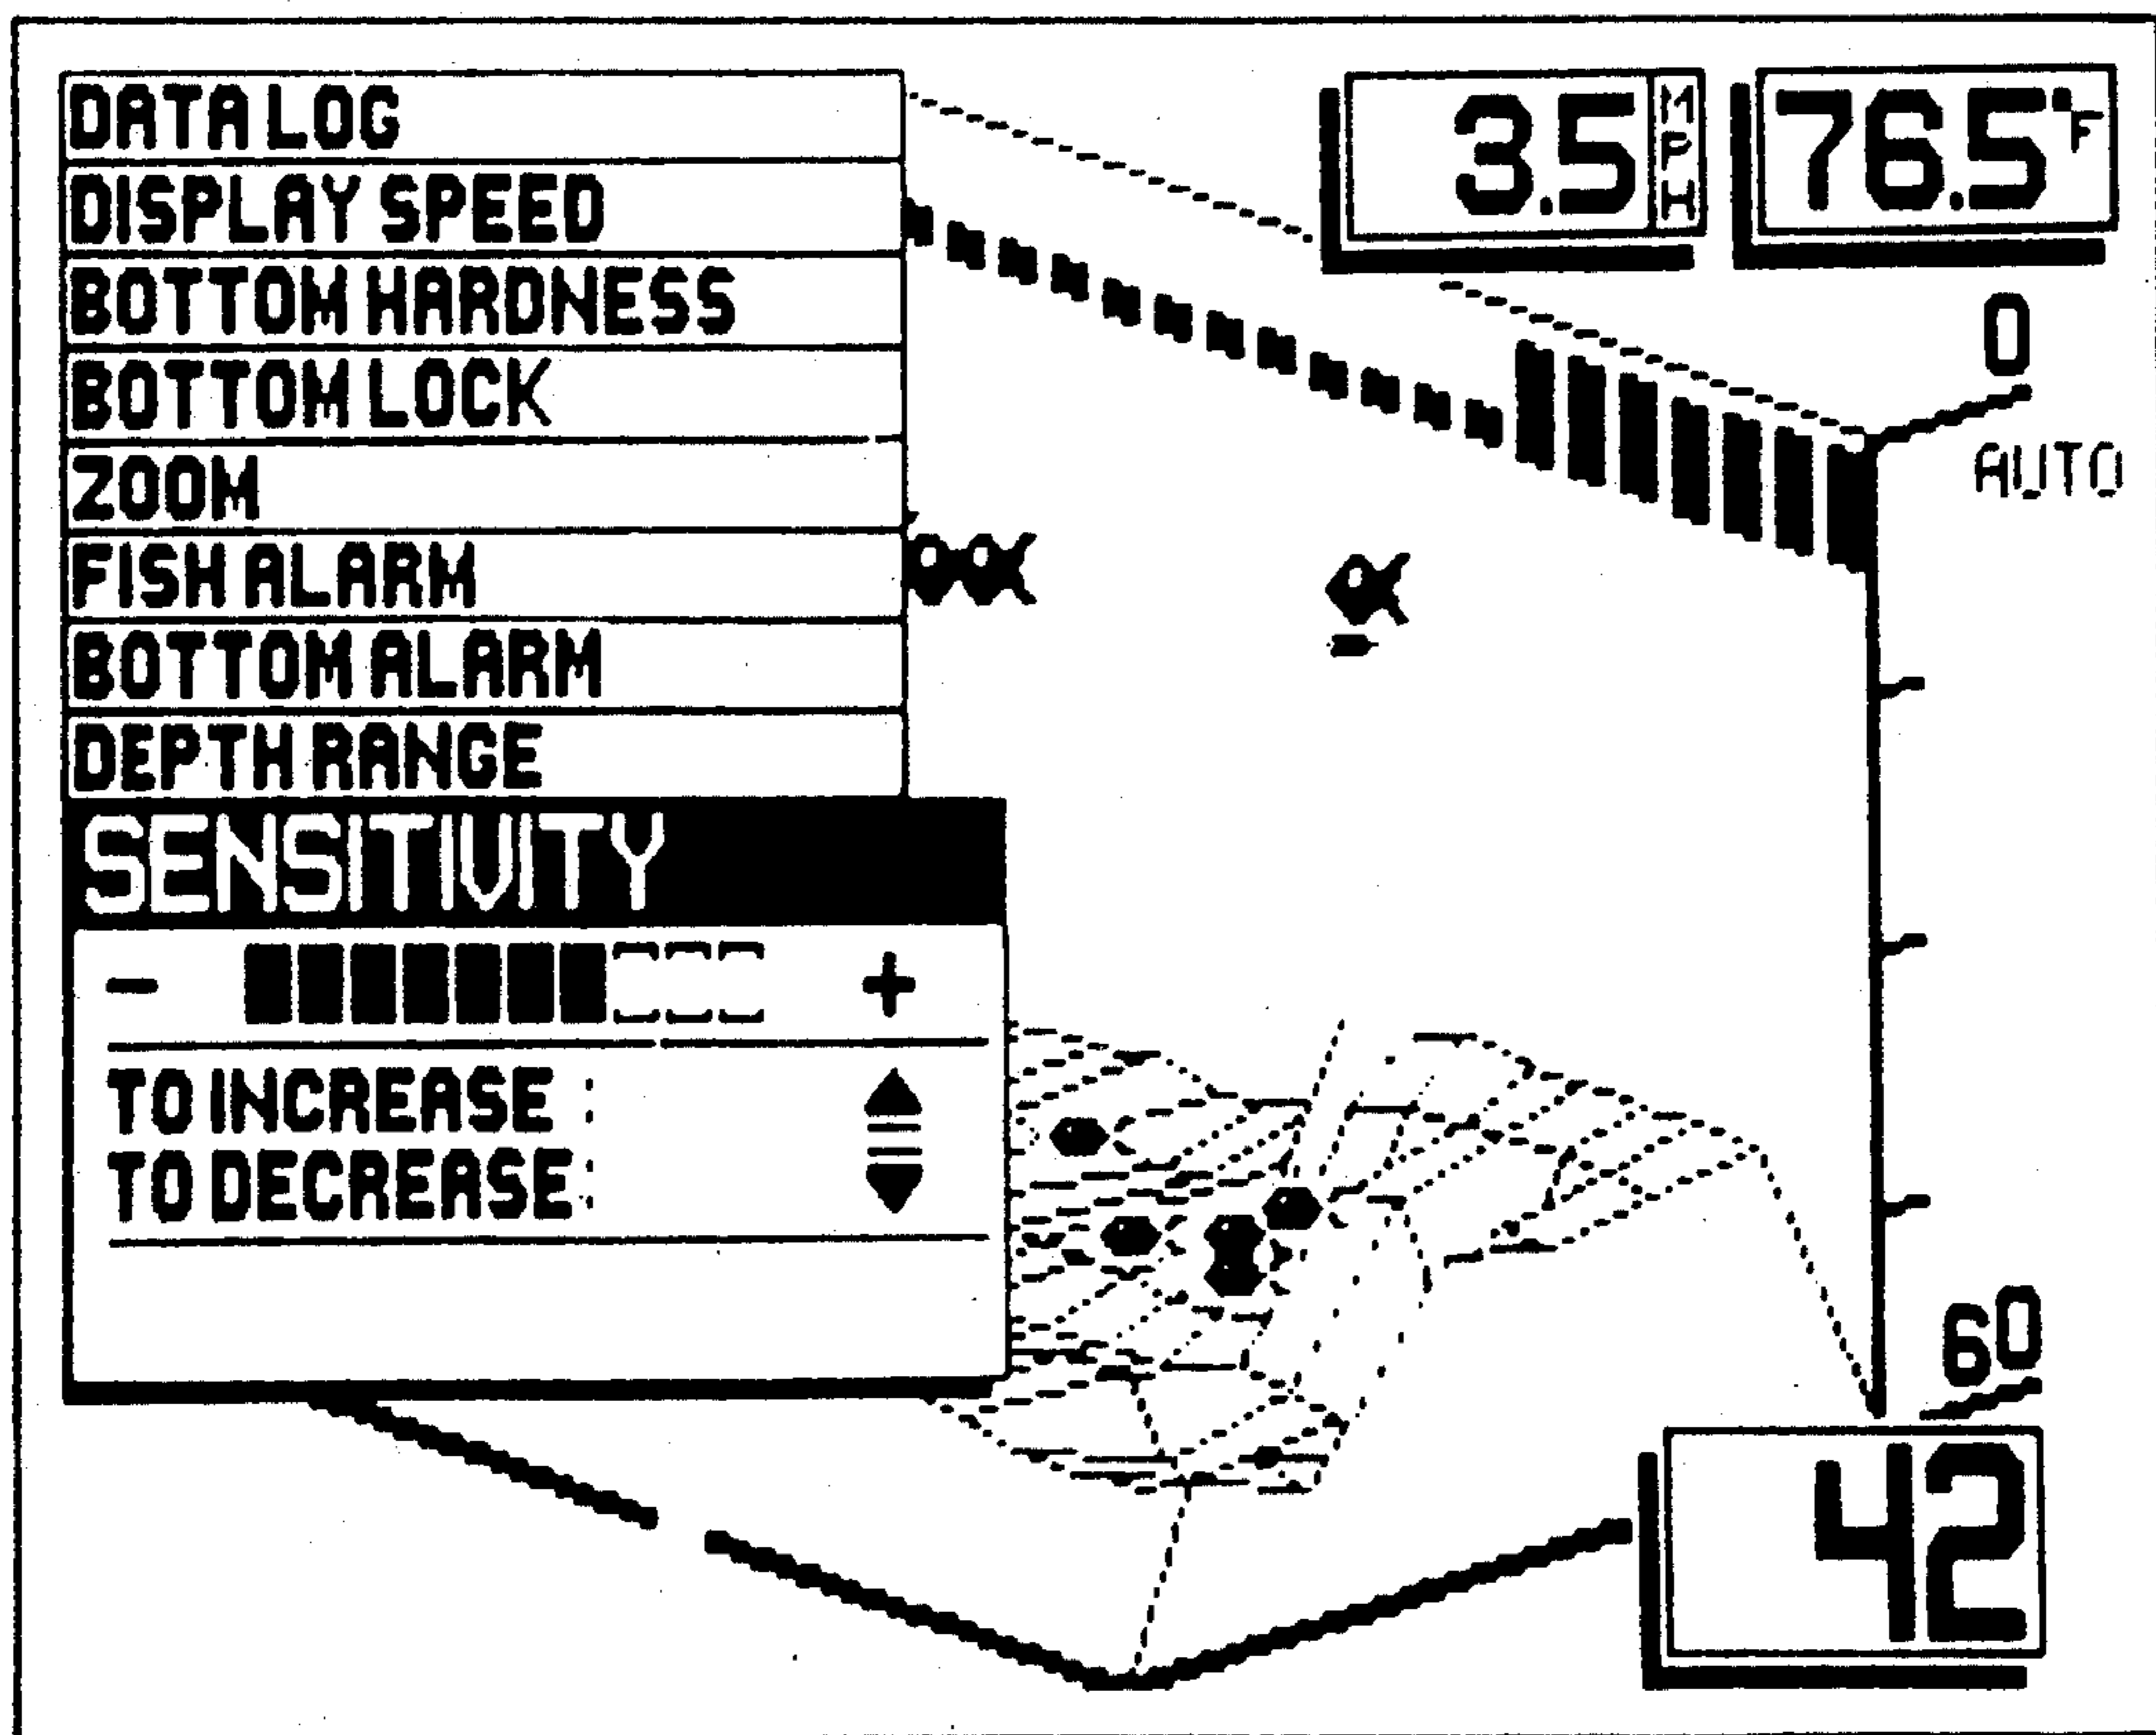 DATA LOG
DISPLAY SPEED
BOTTOM HARDNESS
BOTTOM LOCK
ZOOM
FISH ALARM
BOTTOM ALARM
DEPTH RANGE
SENSITIVITY
- +
TO INCREASE :
TO DECREASE:
3.5 MPH
76.5°F
0
AUTO
60
42